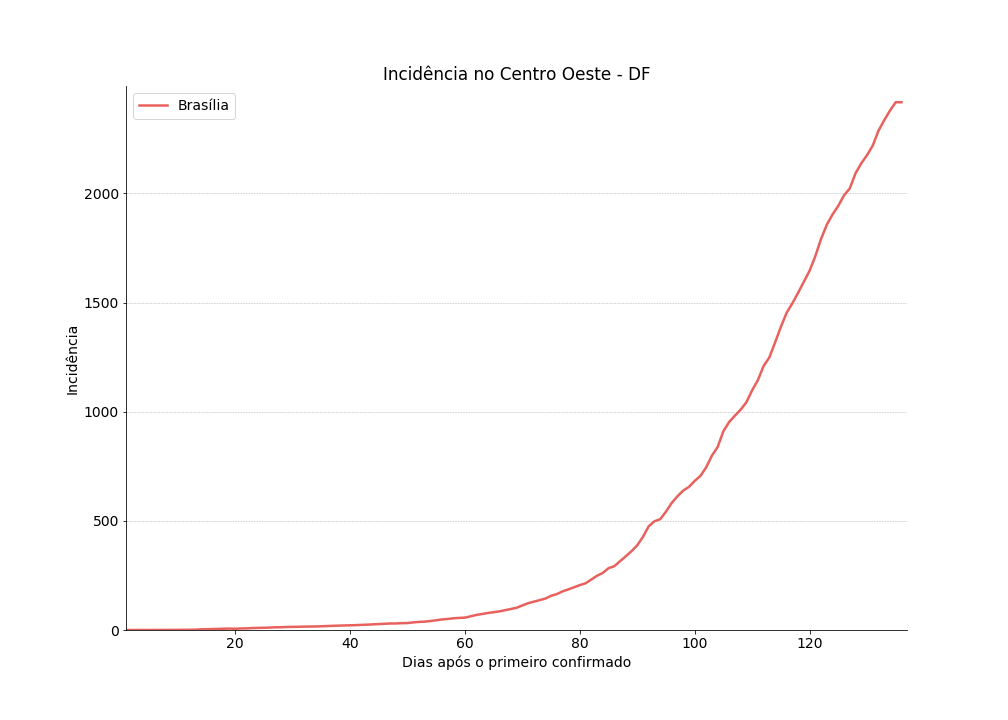 Incidência no Centro Oeste - DF
Brasília
2000
1500
1000
500
0
Incidência
20 40 60 80 100 120
Dias após o primeiro confirmado